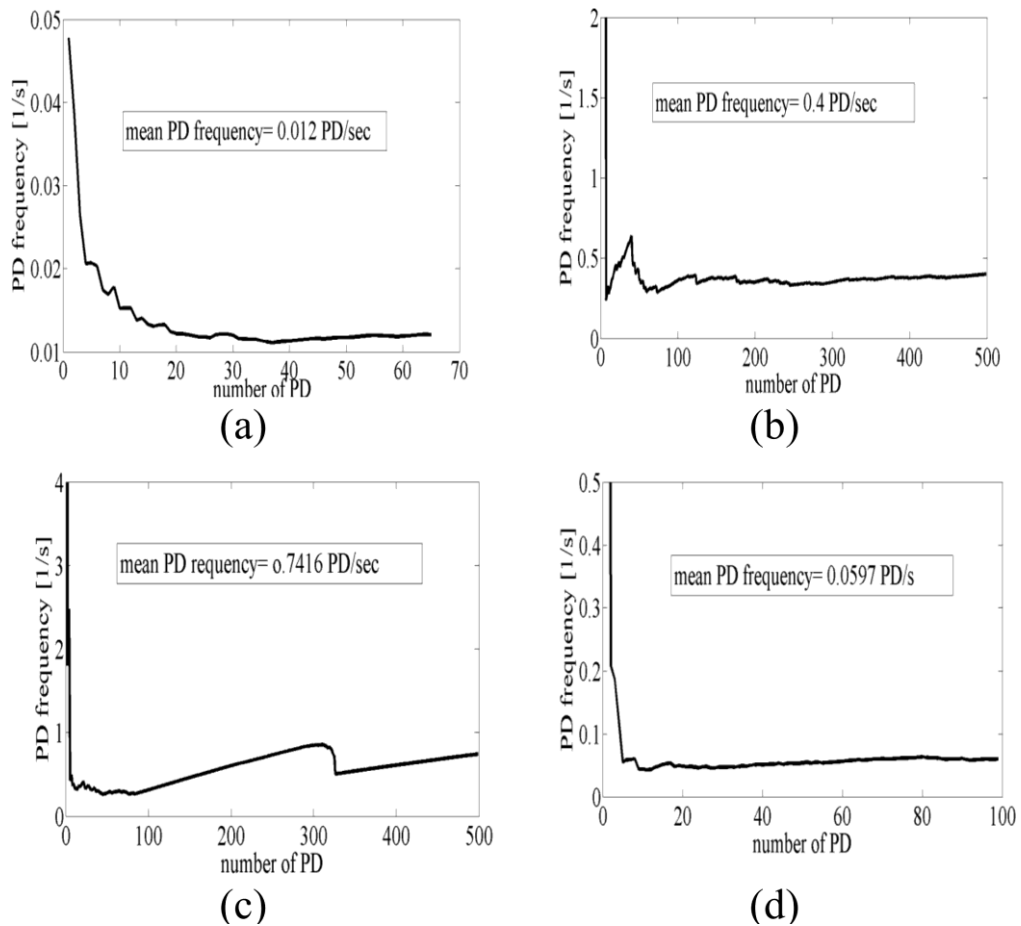 0.05
0.04
0.03
0.02
0.01
PD frequency [1/s]
mean PD frequency= 0.012 PD/sec
0 10 20 30 40 50 60 70
number of PD
(a)
2
1.5
1
0.5
0
PD frequency [1/s]
mean PD frequency= 0.4 PD/sec
0 100 200 300 400 500
number of PD
(b)
4
3
2
1
0
PD frequency [1/s]
mean PD requency= o.7416 PD/sec
0 100 200 300 400 500
number of PD
(c)
0.5
0.4
0.3
0.2
0.1
0
PD frequency [1/s]
mean PD frequency= 0.0597 PD/s
0 20 40 60 80 100
number of PD
(d)